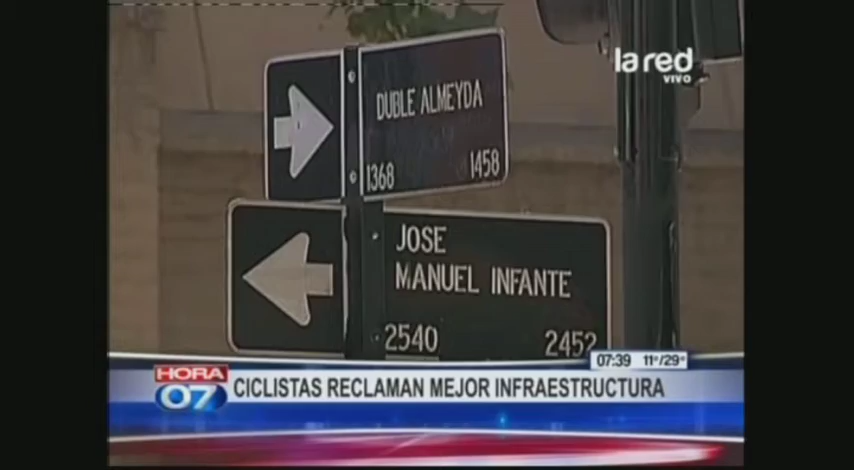 la red
VIVO
DUBLE ALMEYDA
1368 1458
JOSE
MANUEL INFANTE
2540 2452
07:39 11°/29°
HORA
07
CICLISTAS RECLAMAN MEJOR INFRAESTRUCTURA